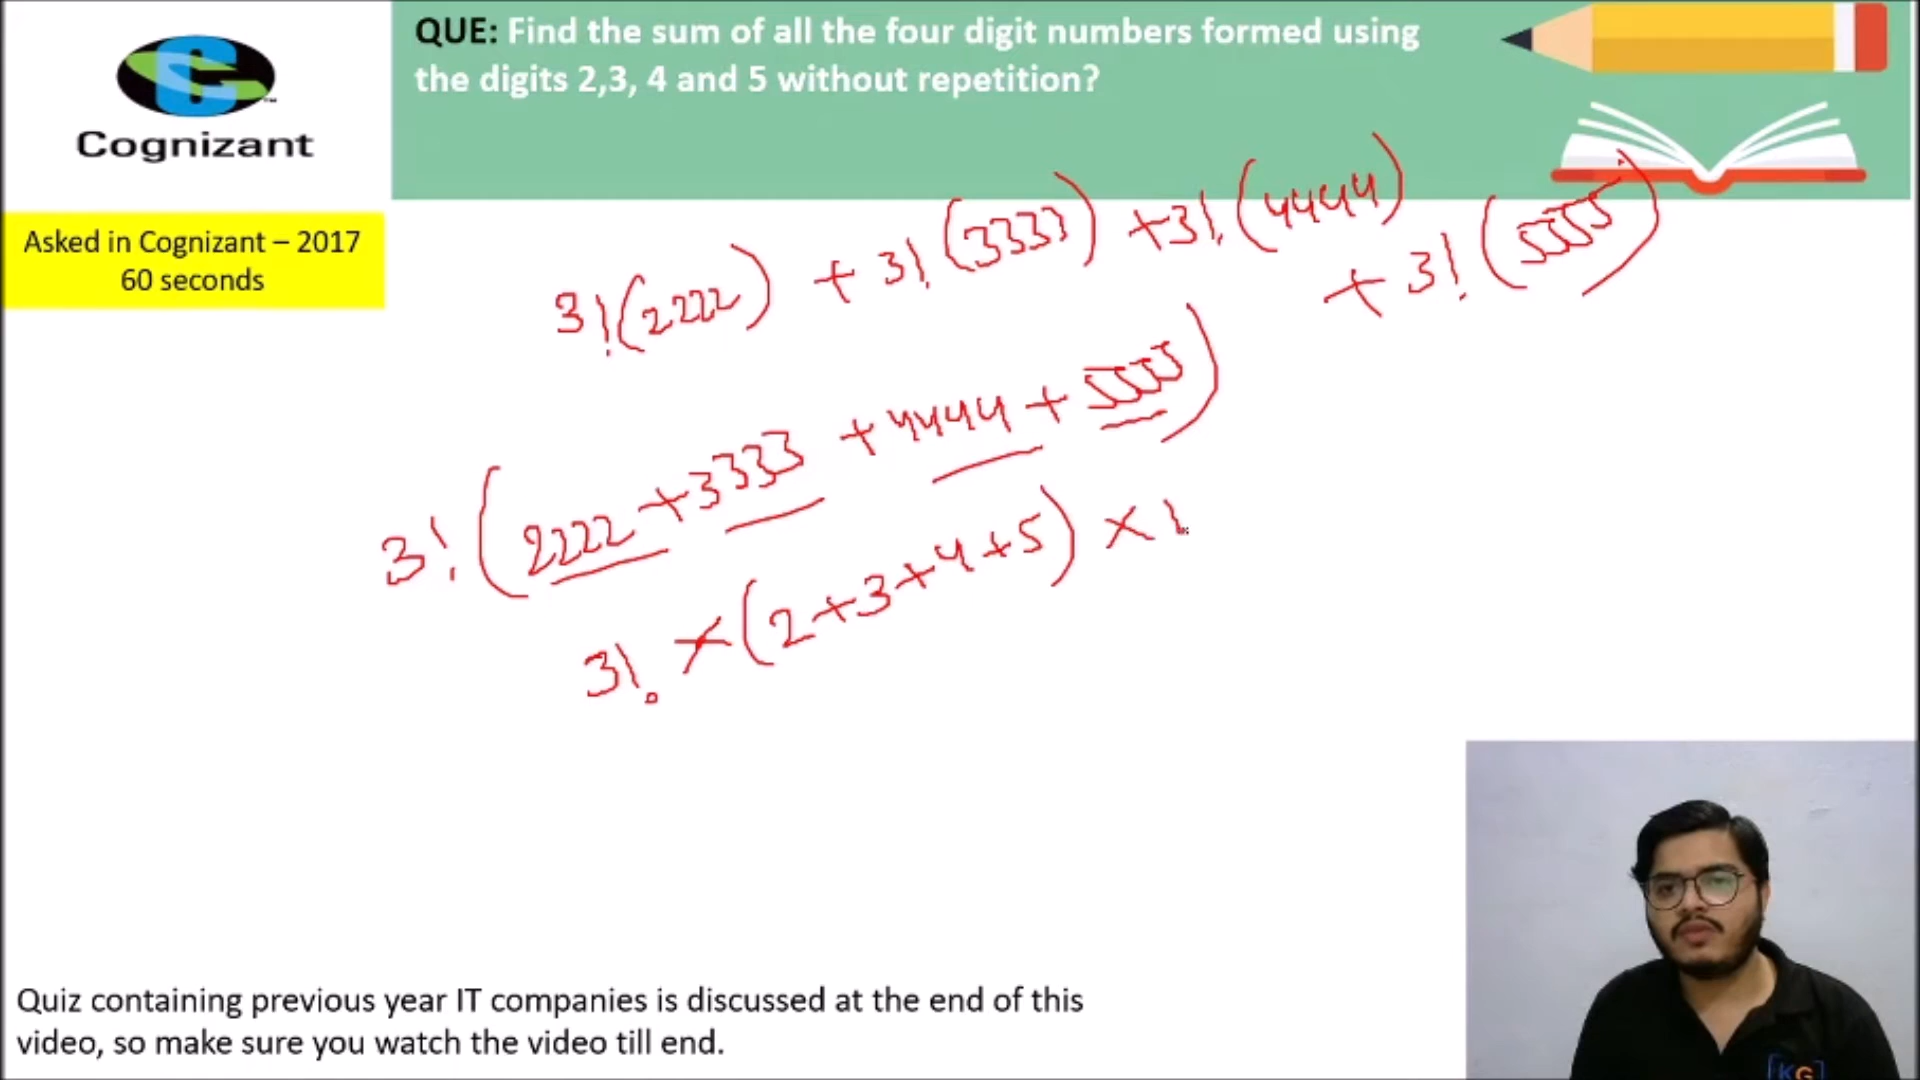 QUE: Find the sum of all the four digit numbers formed using
the digits 2,3, 4 and 5 without repetition?
Cognizant
Asked in Cognizant – 2017
60 seconds
3!(2222) + 3!(3333) + 3!(4444)
+ 3!(5555)
3!(2222 + 3333 + 4444 + 5555)
3! × (2+3+4+5) × 1
Quiz containing previous year IT companies is discussed at the end of this
video, so make sure you watch the video till end.
KG